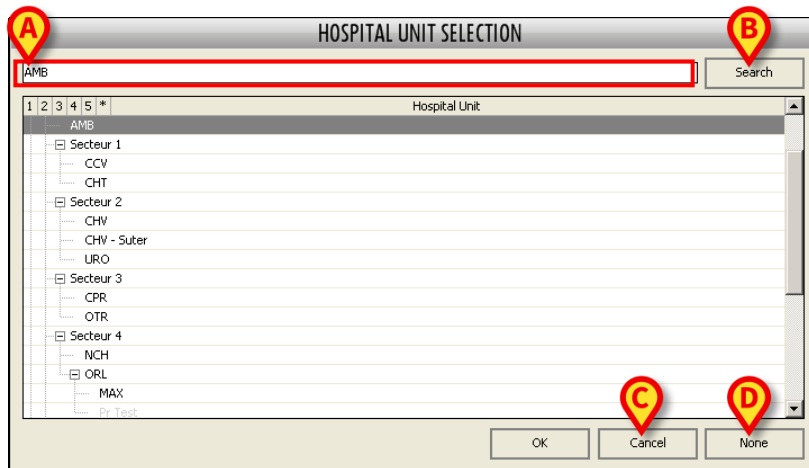 A
HOSPITAL UNIT SELECTION
B
AMB
Search
1 2 3 4 5 *
Hospital Unit
AMB
Secteur 1
CCV
CHT
Secteur 2
CHV
CHV - Suter
URO
Secteur 3
CPR
OTR
Secteur 4
NCH
ORL
MAX
Pr Test
C
D
OK
Cancel
None